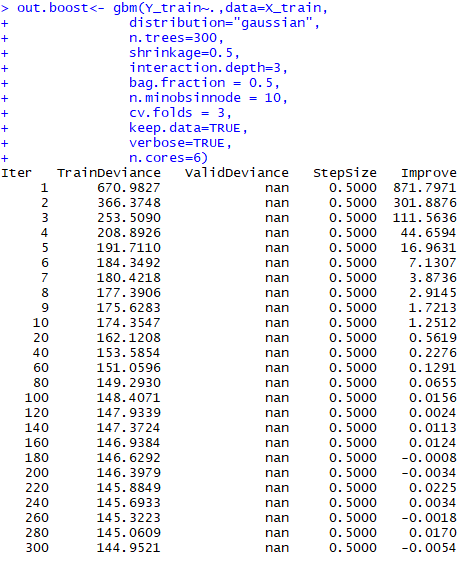 > out.boost<- gbm(Y_train~.,data=X_train,
+ distribution="gaussian",
+ n.trees=300,
+ shrinkage=0.5,
+ interaction.depth=3,
+ bag.fraction = 0.5,
+ n.minobsinnode = 10,
+ cv.folds = 3,
+ keep.data=TRUE,
+ verbose=TRUE,
+ n.cores=6)
Iter TrainDeviance ValidDeviance StepSize Improve
1 670.9827 nan 0.5000 871.7971
2 366.3748 nan 0.5000 301.8876
3 253.5090 nan 0.5000 111.5636
4 208.8926 nan 0.5000 44.6594
5 191.7110 nan 0.5000 16.9631
6 184.3492 nan 0.5000 7.1307
7 180.4218 nan 0.5000 3.8736
8 177.3906 nan 0.5000 2.9145
9 175.6283 nan 0.5000 1.7213
10 174.3547 nan 0.5000 1.2512
20 162.1208 nan 0.5000 0.5619
40 153.5854 nan 0.5000 0.2276
60 151.0596 nan 0.5000 0.1291
80 149.2930 nan 0.5000 0.0655
100 148.4071 nan 0.5000 0.0156
120 147.9339 nan 0.5000 0.0024
140 147.3724 nan 0.5000 0.0113
160 146.9384 nan 0.5000 0.0124
180 146.6292 nan 0.5000 -0.0008
200 146.3979 nan 0.5000 -0.0034
220 145.8849 nan 0.5000 0.0225
240 145.6933 nan 0.5000 0.0034
260 145.3223 nan 0.5000 -0.0018
280 145.0609 nan 0.5000 0.0170
300 144.9521 nan 0.5000 -0.0054